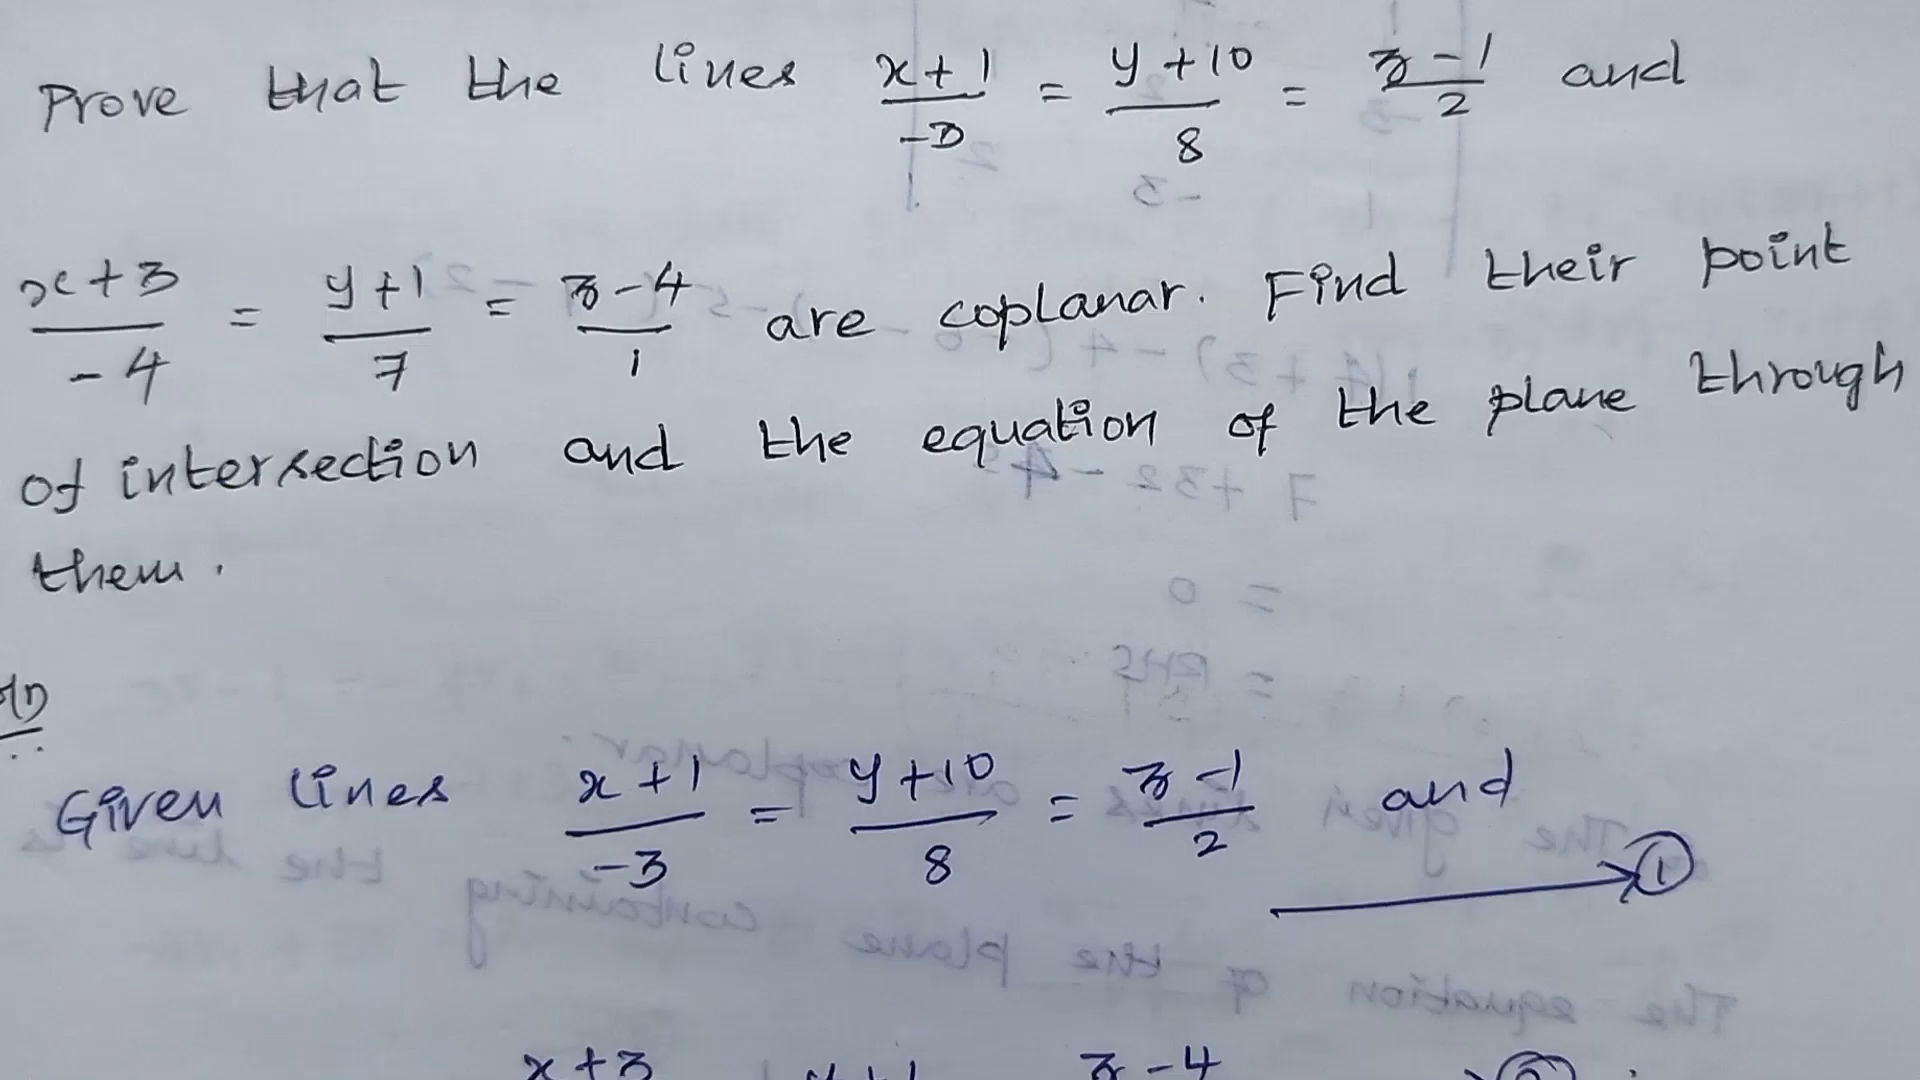 Prove that the lines x+1/-3 = y+10/8 = z-1/2 and
x+3/-4 = y+1/7 = z-4/1 are coplanar. Find their point
of intersection and the equation of the plane through
them.
Given lines x+1/-3 = y+10/8 = z-1/2 and → ①
x+3 z-4